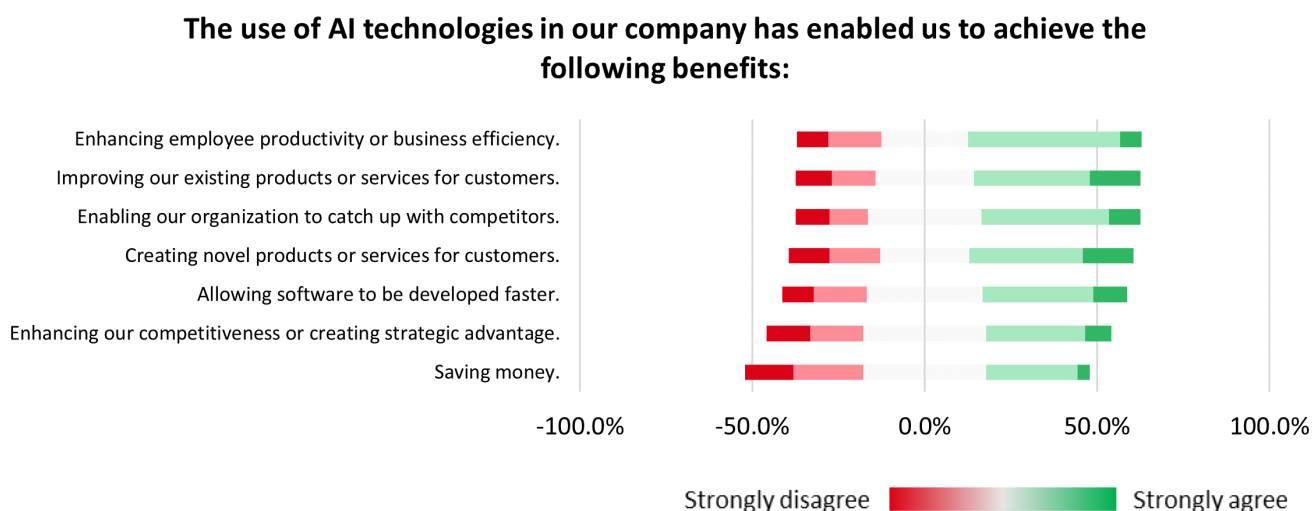 The use of AI technologies in our company has enabled us to achieve the
following benefits:
Enhancing employee productivity or business efficiency.
Improving our existing products or services for customers.
Enabling our organization to catch up with competitors.
Creating novel products or services for customers.
Allowing software to be developed faster.
Enhancing our competitiveness or creating strategic advantage.
Saving money.
-100.0% -50.0% 0.0% 50.0% 100.0%
Strongly disagree Strongly agree